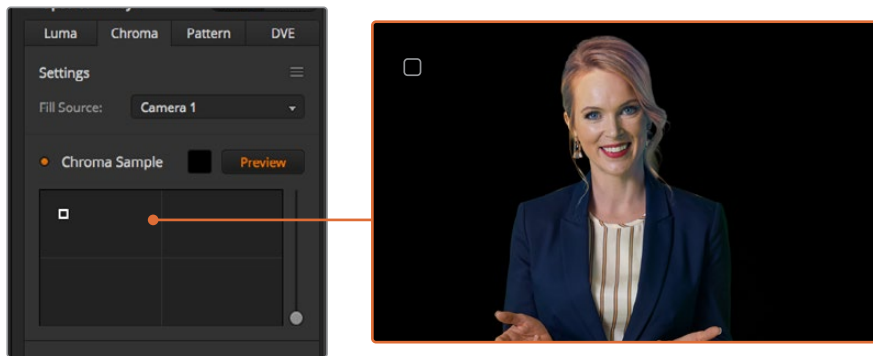 Luma Chroma Pattern DVE
Settings
Fill Source: Camera 1
Chroma Sample Preview